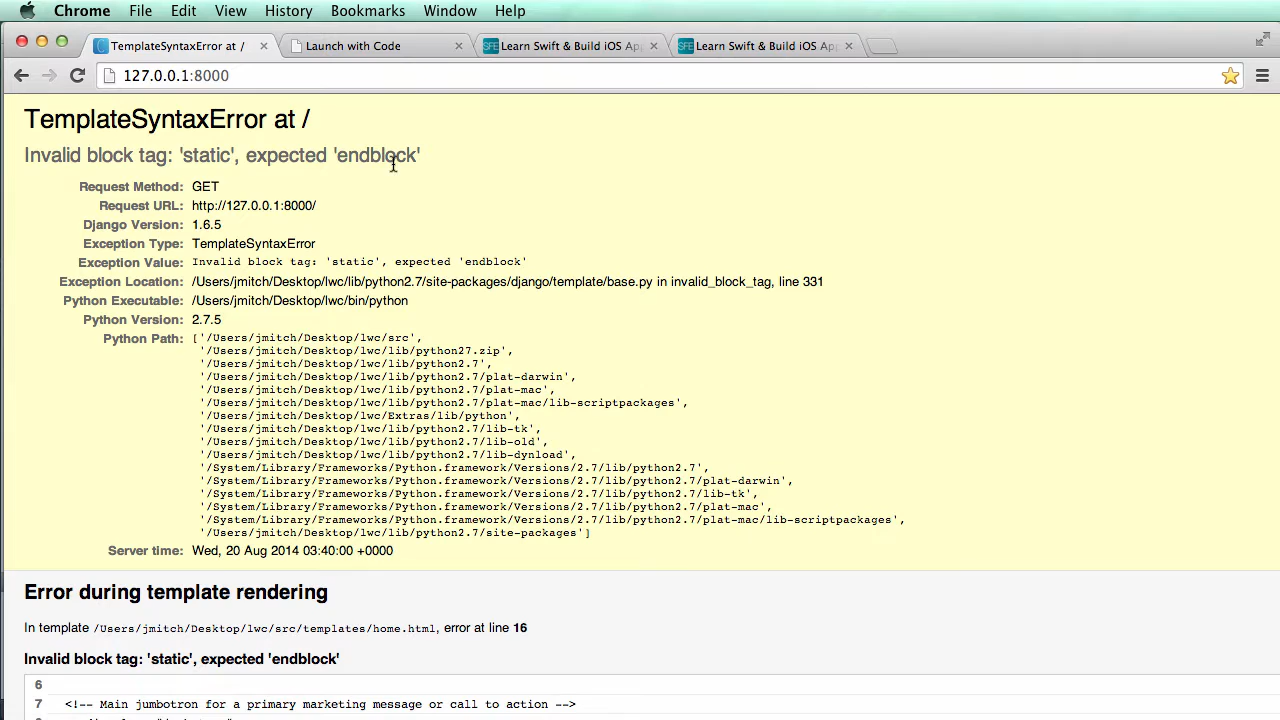 Chrome File Edit View History Bookmarks Window Help
TemplateSyntaxError at / Launch with Code Learn Swift & Build iOS Ap Learn Swift & Build iOS Ap
127.0.0.1:8000
TemplateSyntaxError at /
Invalid block tag: 'static', expected 'endblock'
Request Method: GET
Request URL: http://127.0.0.1:8000/
Django Version: 1.6.5
Exception Type: TemplateSyntaxError
Exception Value: Invalid block tag: 'static', expected 'endblock'
Exception Location: /Users/jmitch/Desktop/lwc/lib/python2.7/site-packages/django/template/base.py in invalid_block_tag, line 331
Python Executable: /Users/jmitch/Desktop/lwc/bin/python
Python Version: 2.7.5
Python Path: ['/Users/jmitch/Desktop/lwc/src',
'/Users/jmitch/Desktop/lwc/lib/python27.zip',
'/Users/jmitch/Desktop/lwc/lib/python2.7',
'/Users/jmitch/Desktop/lwc/lib/python2.7/plat-darwin',
'/Users/jmitch/Desktop/lwc/lib/python2.7/plat-mac',
'/Users/jmitch/Desktop/lwc/lib/python2.7/plat-mac/lib-scriptpackages',
'/Users/jmitch/Desktop/lwc/Extras/lib/python',
'/Users/jmitch/Desktop/lwc/lib/python2.7/lib-tk',
'/Users/jmitch/Desktop/lwc/lib/python2.7/lib-old',
'/Users/jmitch/Desktop/lwc/lib/python2.7/lib-dynload',
'/System/Library/Frameworks/Python.framework/Versions/2.7/lib/python2.7',
'/System/Library/Frameworks/Python.framework/Versions/2.7/lib/python2.7/plat-darwin',
'/System/Library/Frameworks/Python.framework/Versions/2.7/lib/python2.7/lib-tk',
'/System/Library/Frameworks/Python.framework/Versions/2.7/lib/python2.7/plat-mac',
'/System/Library/Frameworks/Python.framework/Versions/2.7/lib/python2.7/plat-mac/lib-scriptpackages',
'/Users/jmitch/Desktop/lwc/lib/python2.7/site-packages']
Server time: Wed, 20 Aug 2014 03:40:00 +0000
Error during template rendering
In template /Users/jmitch/Desktop/lwc/src/templates/home.html, error at line 16
Invalid block tag: 'static', expected 'endblock'
6
7 <!-- Main jumbotron for a primary marketing message or call to action -->